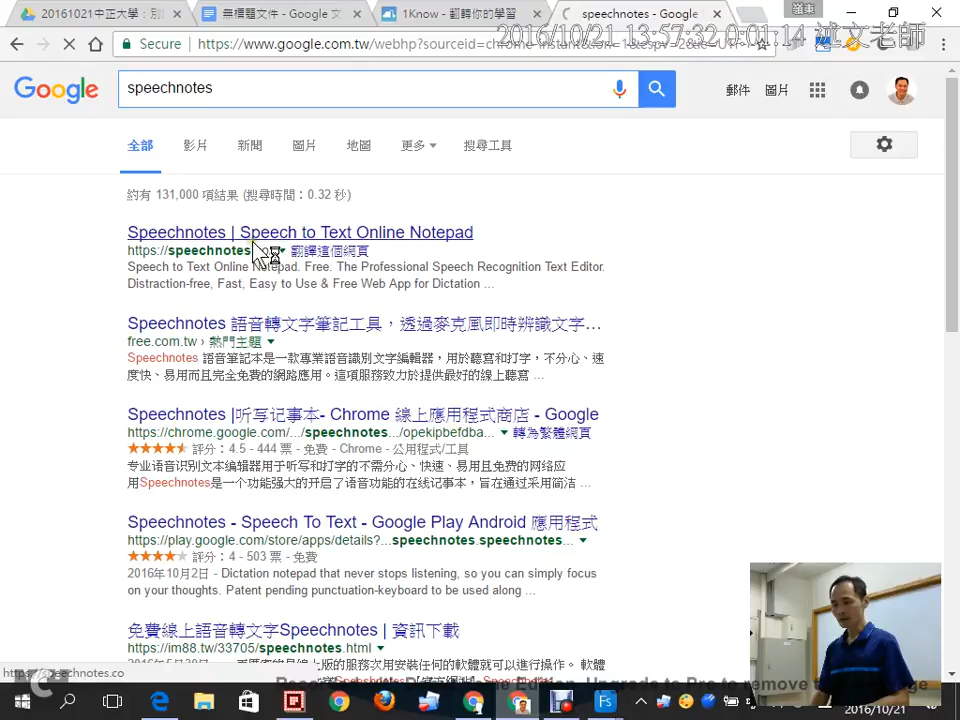 20161021中正大學：別
無標題文件 - Google 文
1Know - 翻譯你的學習
speechnotes - Google
Secure https://www.google.com.tw/webhp?sourceid=chrome-instant&ion=1&espv=2&ie=UT
2016/10/21 13:57:32 0:01:14 述文老師
Google speechnotes
郵件 圖片
全部 影片 新聞 圖片 地圖 更多 搜尋工具
約有 131,000 項結果 (搜尋時間：0.32 秒)
Speechnotes | Speech to Text Online Notepad
https://speechnotes 翻譯這個網頁
Speech to Text Online Notepad. Free. The Professional Speech Recognition Text Editor.
Distraction-free, Fast, Easy to Use & Free Web App for Dictation ...
Speechnotes 語音轉文字筆記工具，透過麥克風即時辨識文字...
free.com.tw › 熱門主題
Speechnotes 語音筆記本是一款專業語音識別文字編輯器，用於聽寫和打字，不分心、速
度快、易用而且完全免費的網路應用。這項服務致力於提供最好的線上聽寫 ...
Speechnotes |听写记事本- Chrome 線上應用程式商店 - Google
https://chrome.google.com/.../speechnotes.../opekipbefdba... 轉為繁體網頁
評分：4.5 - 444 票 - 免費 - Chrome - 公用程式/工具
专业语音识别文本编辑器用于听写和打字的不需分心、快速、易用且免费的网络应
用Speechnotes是一个功能强大的开启了语音功能的在线记事本，旨在通过采用简洁 ...
Speechnotes - Speech To Text - Google Play Android 應用程式
https://play.google.com/store/apps/details?...speechnotes.speechnotes...
評分：4 - 503 票 - 免費
2016年10月2日 - Dictation notepad that never stops listening, so you can simply focus
on your thoughts. Patent pending punctuation-keyboard to be used along ...
免費線上語音轉文字Speechnotes | 資訊下載
https://im88.tw/33705/speechnotes.html
https://speechnotes.co
2016/10/21